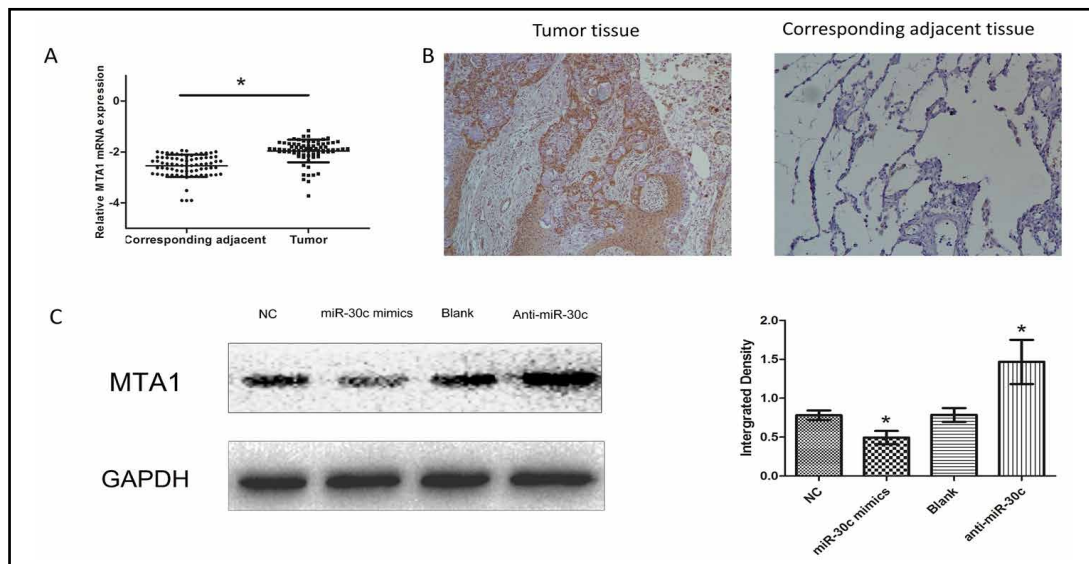 Tumor tissue
Corresponding adjacent tissue
A
B
*
Relative MTA1 mRNA expression
0
-2
-4
Corresponding adjacent
Tumor
C
NC
miR-30c mimics
Blank
Anti-miR-30c
MTA1
GAPDH
Intergrated Density
2.0
1.5
1.0
0.5
0.0
*
*
NC
miR-30c mimics
Blank
anti-miR-30c